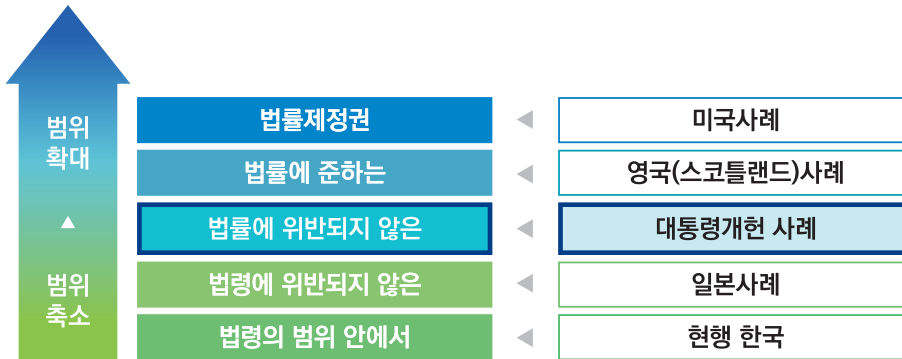 범위
확대
범위
축소
법률제정권
미국사례
법률에 준하는
영국(스코틀랜드)사례
법률에 위반되지 않은
대통령개헌 사례
법령에 위반되지 않은
일본사례
법령의 범위 안에서
현행 한국